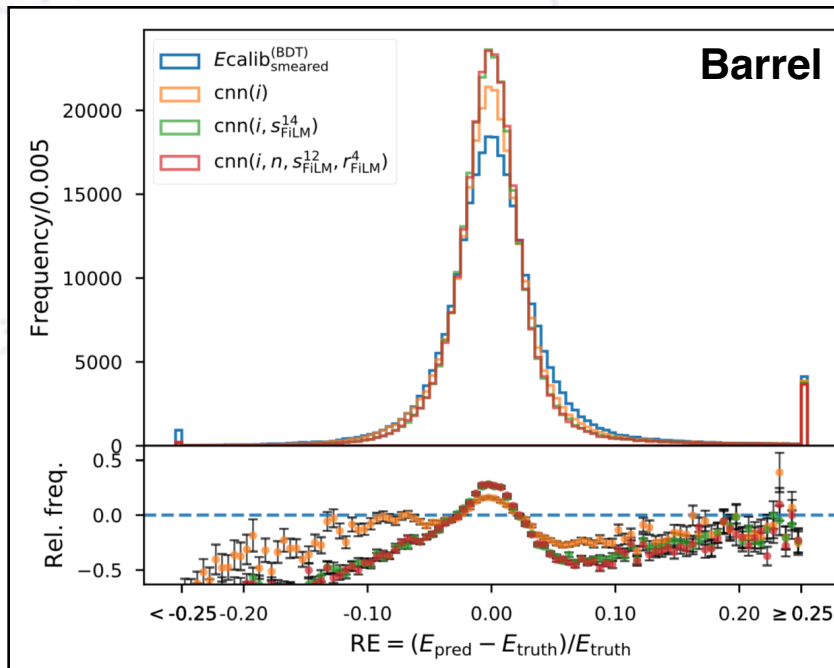 Barrel
Ecalib(BDT)smeared
cnn(i)
cnn(i, s14FiLM)
cnn(i, n, s12FiLM, r4FiLM)
Frequency/0.005
20000
15000
10000
5000
0
Rel. freq.
0.5
0.0
−0.5
< -0.25 -0.20 -0.10 0.00 0.10 0.20 ≥ 0.25
RE = (Epred − Etruth)/Etruth